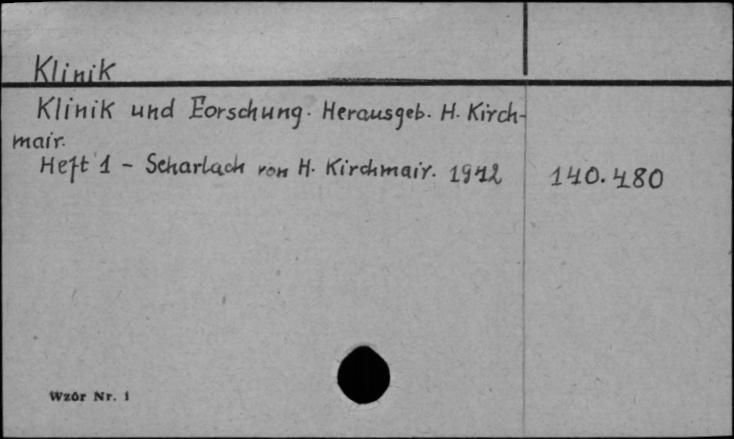 Klinik
Klinik und Forschung. Herausgeb. H. Kirch-
mair.
Heft 1 - Scharlach von H. Kirchmair. 1942
140.480
Wzór Nr. 1